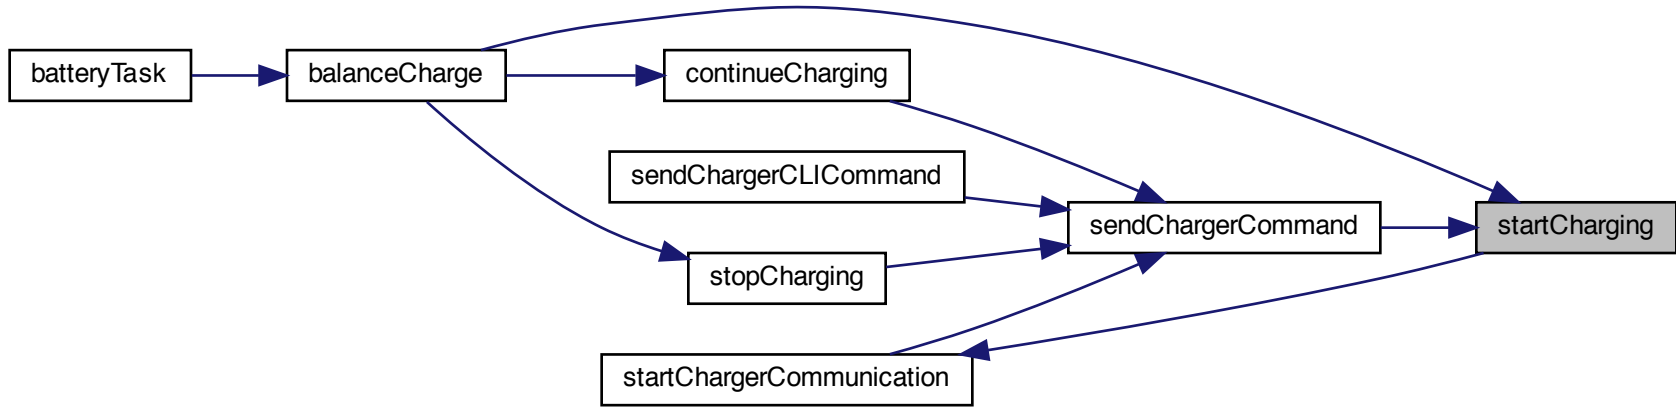 batteryTask
balanceCharge
continueCharging
sendChargerCLICommand
sendChargerCommand
startCharging
stopCharging
startChargerCommunication